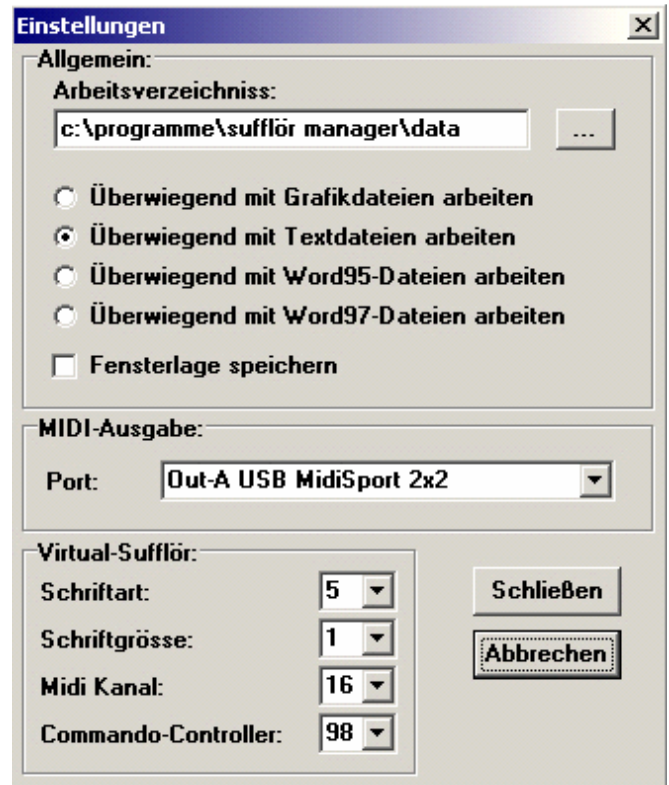 Einstellungen
Allgemein:
Arbeitsverzeichniss:
c:\programme\sufflör manager\data
...
Überwiegend mit Grafikdateien arbeiten
Überwiegend mit Textdateien arbeiten
Überwiegend mit Word95-Dateien arbeiten
Überwiegend mit Word97-Dateien arbeiten
Fensterlage speichern
MIDI-Ausgabe:
Port: Out-A USB MidiSport 2x2
Virtual-Sufflör:
Schriftart: 5
Schriftgrösse: 1
Midi Kanal: 16
Commando-Controller: 98
Schließen
Abbrechen